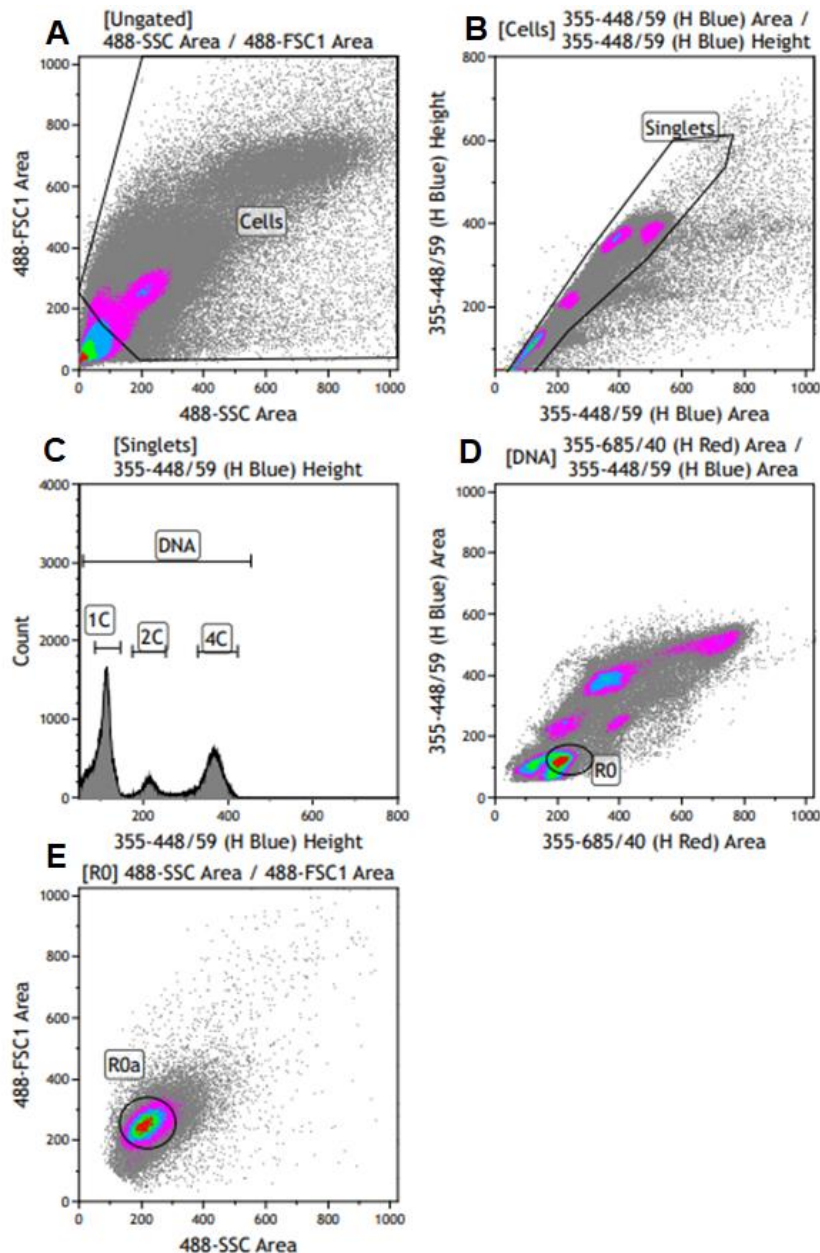 A
[Ungated]
488-SSC Area / 488-FSC1 Area
1000
800
600
400
200
0
488-FSC1 Area
Cells
0 200 400 600 800 1000
488-SSC Area
B
[Cells] 355-448/59 (H Blue) Area /
355-448/59 (H Blue) Height
800
600
400
200
355-448/59 (H Blue) Height
Singlets
0 200 400 600 800 1000
355-448/59 (H Blue) Area
C
[Singlets]
355-448/59 (H Blue) Height
4000
3000
2000
1000
0
Count
DNA
1C
2C
4C
200 400 600 800
355-448/59 (H Blue) Height
D
[DNA] 355-685/40 (H Red) Area /
355-448/59 (H Blue) Area
1000
800
600
400
200
0
355-448/59 (H Blue) Area
R0
0 200 400 600 800 1000
355-685/40 (H Red) Area
E
[R0] 488-SSC Area / 488-FSC1 Area
1000
800
600
400
200
0
488-FSC1 Area
R0a
0 200 400 600 800 1000
488-SSC Area